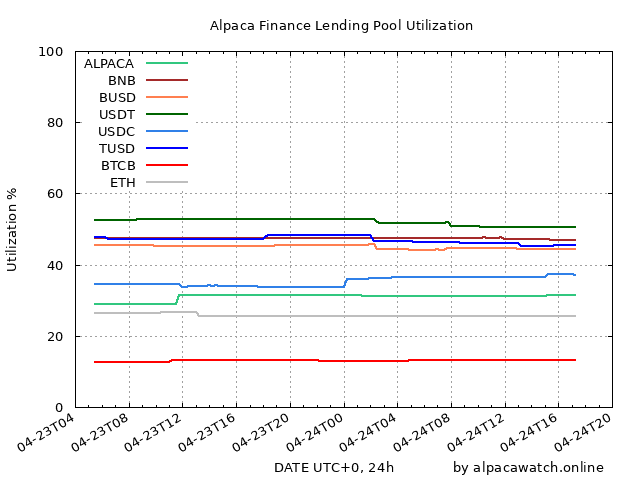 Alpaca Finance Lending Pool Utilization
100
80
60
40
20
0
Utilization %
ALPACA
BNB
BUSD
USDT
USDC
TUSD
BTCB
ETH
04-23T04
04-23T08
04-23T12
04-23T16
04-23T20
04-24T00
04-24T04
04-24T08
04-24T12
04-24T16
04-24T20
DATE UTC+0, 24h
by alpacawatch.online